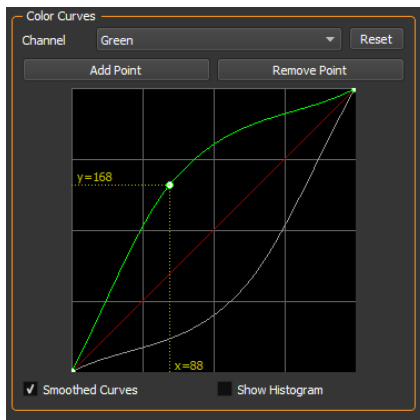 Color Curves
Channel Green Reset
Add Point Remove Point
y=168
x=88
Smoothed Curves Show Histogram